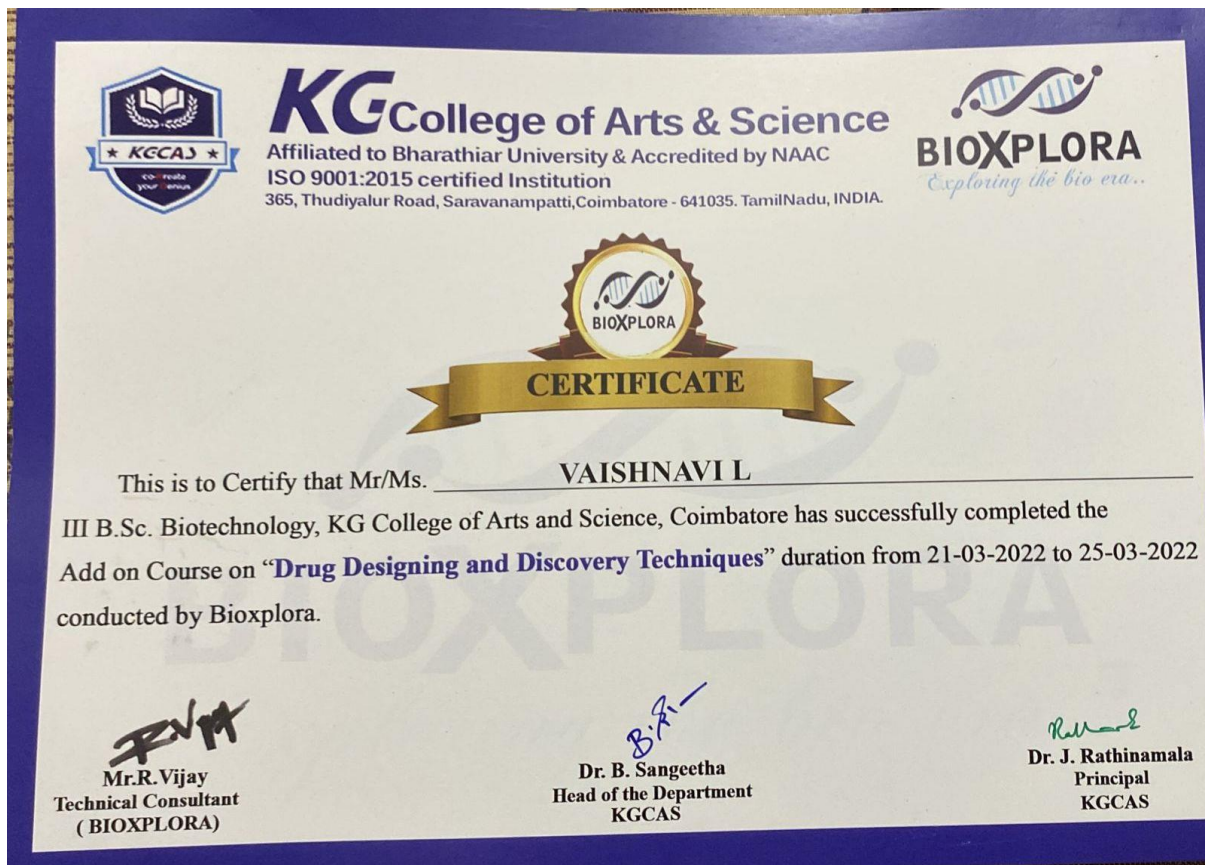 KGCAS
co-create
your Genius
KG College of Arts & Science
Affiliated to Bharathiar University & Accredited by NAAC
ISO 9001:2015 certified Institution
365, Thudiyalur Road, Saravanampatti,Coimbatore - 641035. TamilNadu, INDIA.
BIOXPLORA
Exploring the bio era..
BIOXPLORA
CERTIFICATE
This is to Certify that Mr/Ms. VAISHNAVI L
III B.Sc. Biotechnology, KG College of Arts and Science, Coimbatore has successfully completed the
Add on Course on “Drug Designing and Discovery Techniques” duration from 21-03-2022 to 25-03-2022
conducted by Bioxplora.
BIOXPLORA
Mr.R.Vijay
Technical Consultant
( BIOXPLORA)
Dr. B. Sangeetha
Head of the Department
KGCAS
Dr. J. Rathinamala
Principal
KGCAS